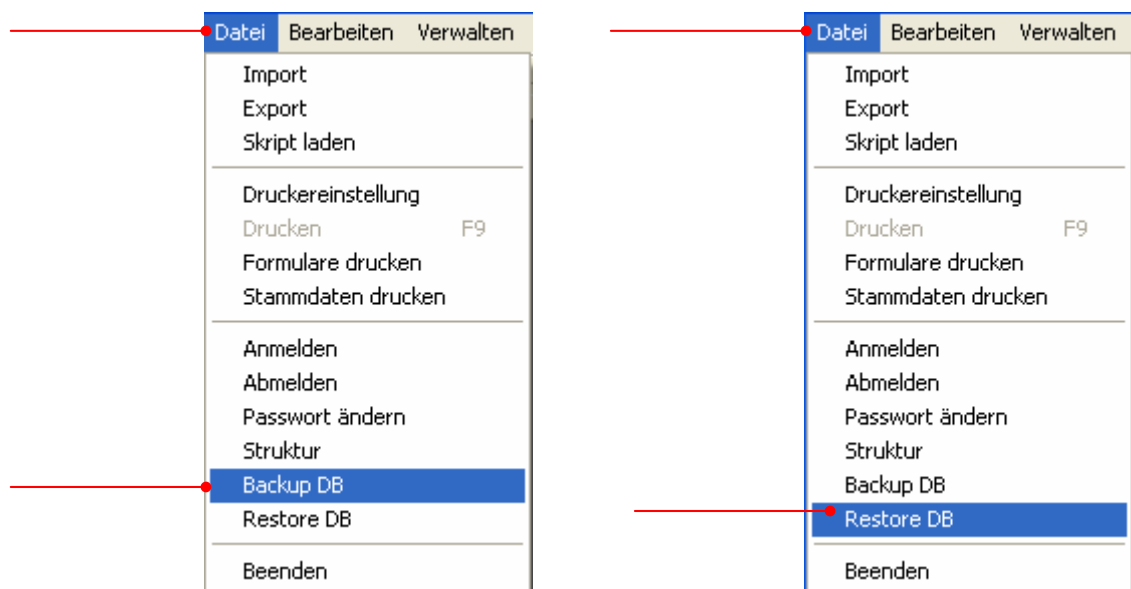 Datei Bearbeiten Verwalten
Import
Export
Skript laden
Druckereinstellung
Drucken F9
Formulare drucken
Stammdaten drucken
Anmelden
Abmelden
Passwort ändern
Struktur
Backup DB
Restore DB
Beenden
Datei Bearbeiten Verwalten
Import
Export
Skript laden
Druckereinstellung
Drucken F9
Formulare drucken
Stammdaten drucken
Anmelden
Abmelden
Passwort ändern
Struktur
Backup DB
Restore DB
Beenden